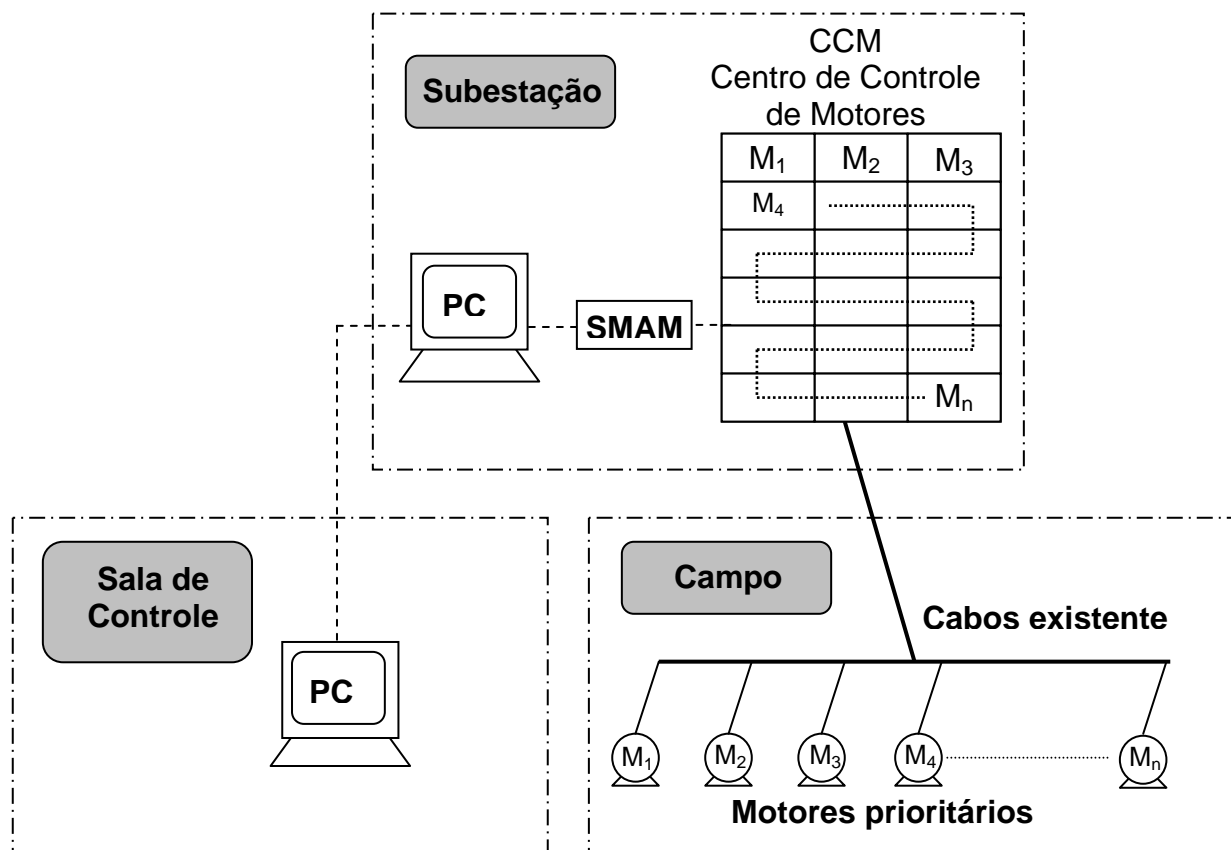 CCM
Centro de Controle
de Motores
Subestação
M₁ M₂ M₃
M₄
PC
SMAM
Mₙ
Sala de
Controle
PC
Campo
Cabos existente
M₁ M₂ M₃ M₄ Mₙ
Motores prioritários